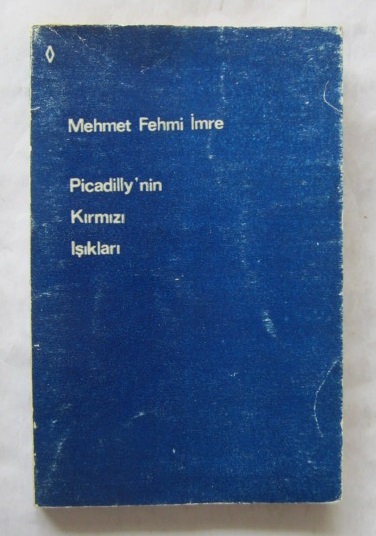 Mehmet Fehmi İmre
Picadilly'nin
Kırmızı
Işıkları